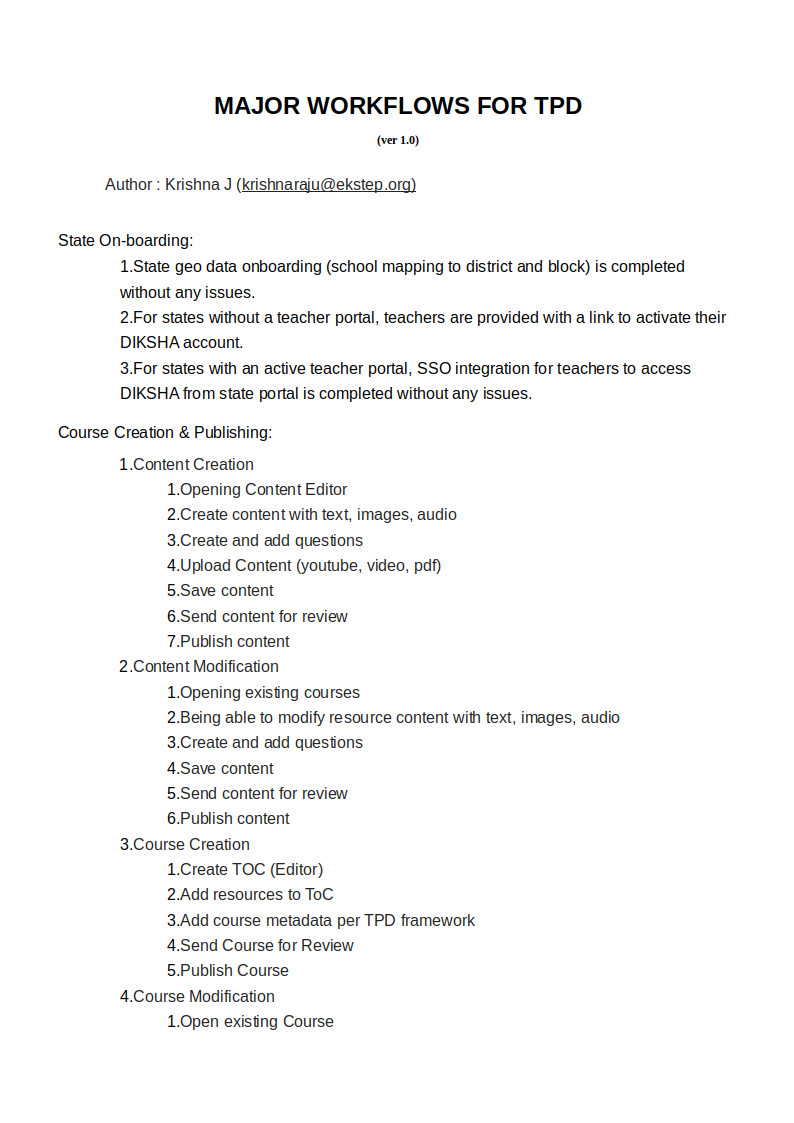 MAJOR WORKFLOWS FOR TPD
(ver 1.0)
Author : Krishna J (krishnaraju@ekstep.org)
State On-boarding:
1.State geo data onboarding (school mapping to district and block) is completed
without any issues.
2.For states without a teacher portal, teachers are provided with a link to activate their
DIKSHA account.
3.For states with an active teacher portal, SSO integration for teachers to access
DIKSHA from state portal is completed without any issues.
Course Creation & Publishing:
1.Content Creation
1.Opening Content Editor
2.Create content with text, images, audio
3.Create and add questions
4.Upload Content (youtube, video, pdf)
5.Save content
6.Send content for review
7.Publish content
2.Content Modification
1.Opening existing courses
2.Being able to modify resource content with text, images, audio
3.Create and add questions
4.Save content
5.Send content for review
6.Publish content
3.Course Creation
1.Create TOC (Editor)
2.Add resources to ToC
3.Add course metadata per TPD framework
4.Send Course for Review
5.Publish Course
4.Course Modification
1.Open existing Course